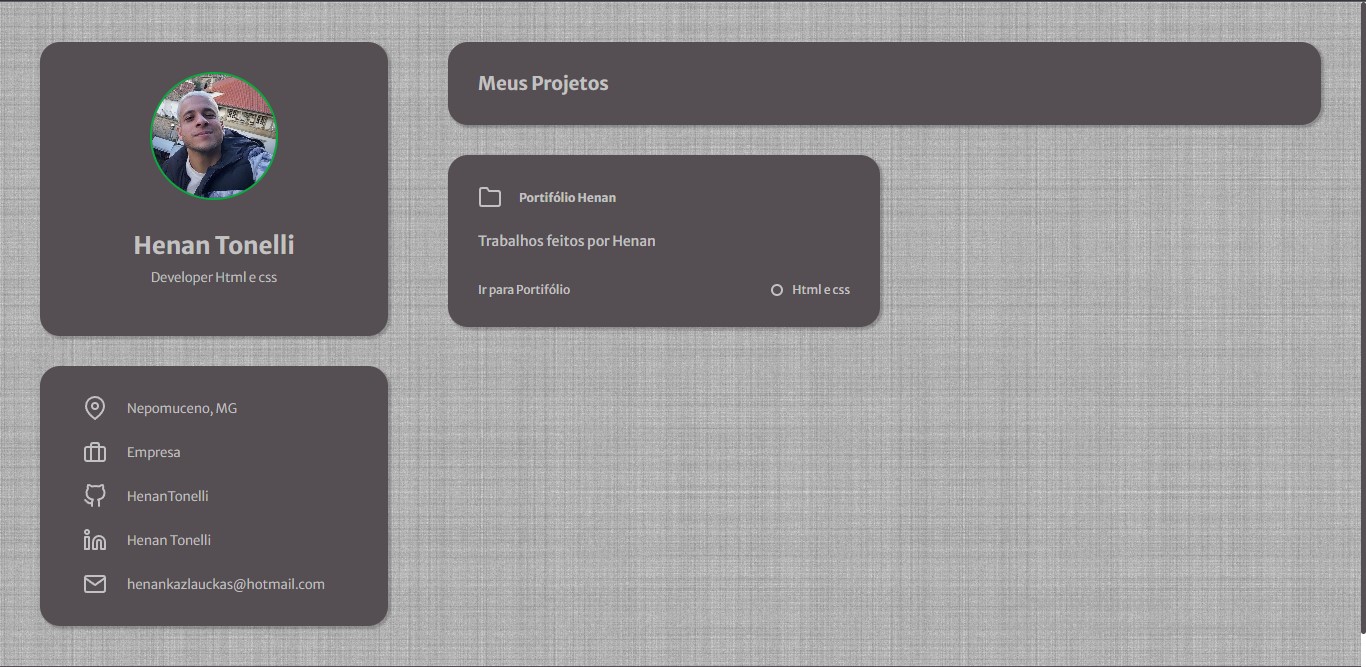 Henan Tonelli
Developer Html e css
Nepomuceno, MG
Empresa
HenanTonelli
Henan Tonelli
henankazlauckas@hotmail.com
Meus Projetos
Portifólio Henan
Trabalhos feitos por Henan
Ir para Portifólio
Html e css